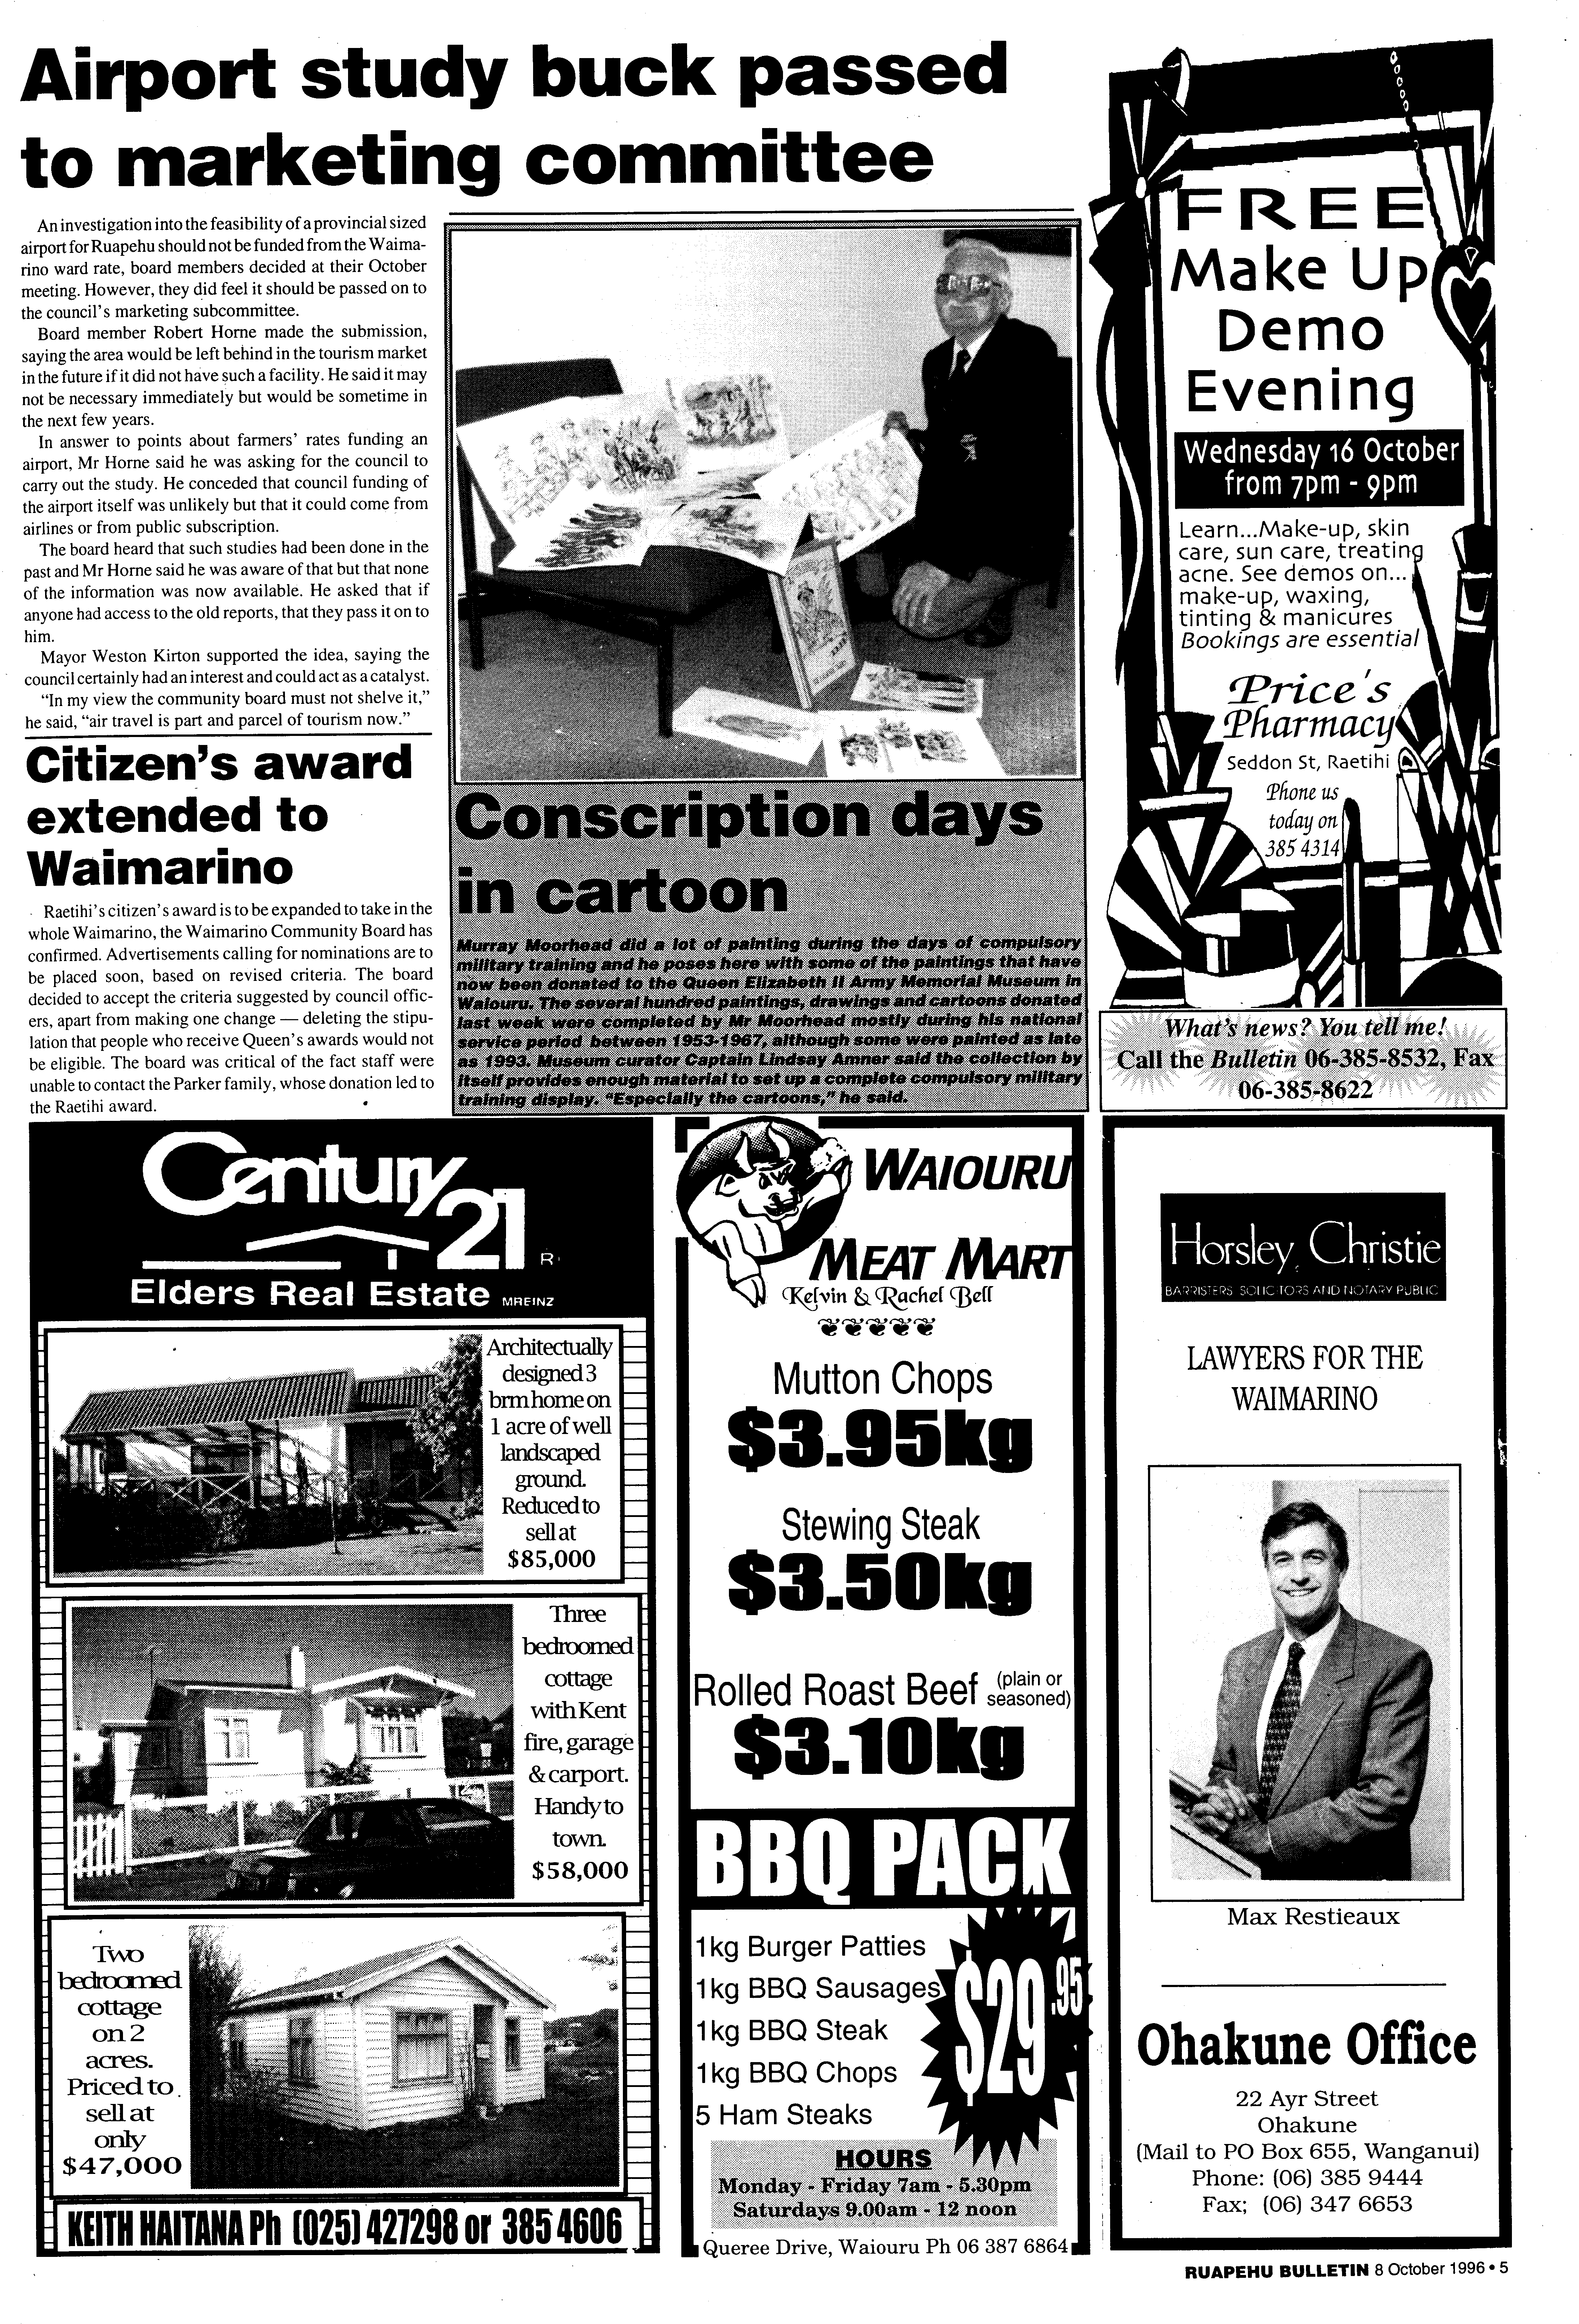 Airport study buck passed
to marketing committee
An investigation into the feasibility of a provincial sized
airport for Ruapehu should not be funded from the Waima-
rino ward rate, board members decided at their October
meeting. However, they did feel it should be passed on to
the council's marketing subcommittee.
Board member Robert Horne made the submission,
saying the area would be left behind in the tourism market
in the future if it did not have such a facility. He said it may
not be necessary immediately but would be sometime in
the next few years.
In answer to points about farmers' rates funding an
airport, Mr Horne said he was asking for the council to
carry out the study. He conceded that council funding of
the airport itself was unlikely but that it could come from
airlines or from public subscription.
The board heard that such studies had been done in the
past and Mr Horne said he was aware of that but that none
of the information was now available. He asked that if
anyone had access to the old reports, that they pass it on to
him.
Mayor Weston Kirton supported the idea, saying the
council certainly had an interest and could act as a catalyst.
"In my view the community board must not shelve it,"
he said, "air travel is part and parcel of tourism now."
Citizen's award
extended to
Waimarino
Raetihi's citizen's award is to be expanded to take in the
whole Waimarino, the Waimarino Community Board has
confirmed. Advertisements calling for nominations are to
be placed soon, based on revised criteria. The board
decided to accept the criteria suggested by council offic-
ers, apart from making one change — deleting the stipu-
lation that people who receive Queen's awards would not
be eligible. The board was critical of the fact staff were
unable to contact the Parker family, whose donation led to
the Raetihi award.
Conscription days
in cartoon
Murray Moorhead did a lot of painting during the days of compulsory
military training and he poses here with some of the paintings that have
now been donated to the Queen Elizabeth II Army Memorial Museum in
Waiouru. The several hundred paintings, drawings and cartoons donated
last week were completed by Mr Moorhead mostly during his national
service period between 1953-1967, although some were painted as late
as 1993. Museum curator Captain Lindsay Amner said the collection by
itself provides enough material to set up a complete compulsory military
training display. "Especially the cartoons," he said.
FREE
Make Up
Demo
Evening
Wednesday 16 October
from 7pm - 9pm
Learn...Make-up, skin
care, sun care, treating
acne. See demos on...
make-up, waxing,
tinting & manicures
Bookings are essential
Price's
Pharmacy
Seddon St, Raetihi
Phone us
today on
385 4314
What's news? You tell me!
Call the Bulletin 06-385-8532, Fax
06-385-8622
Century 21 R
Elders Real Estate MREINZ
Architectually
designed 3
brm home on
1 acre of well
landscaped
ground.
Reduced to
sell at
$85,000
Three
bedroomed
cottage
with Kent
fire, garage
& carport.
Handy to
town.
$58,000
Two
bedroomed
cottage
on 2
acres.
Priced to
sell at
only
$47,000
KEITH HAITANA Ph (025) 427298 or 385 4606
WAIOURU
MEAT MART
Kelvin & Rachel Bell
Mutton Chops
$3.95kg
Stewing Steak
$3.50kg
Rolled Roast Beef (plain or
seasoned)
$3.10kg
BBQ PACK
1kg Burger Patties
1kg BBQ Sausages
1kg BBQ Steak
1kg BBQ Chops
5 Ham Steaks
$29.95
HOURS
Monday - Friday 7am - 5.30pm
Saturdays 9.00am - 12 noon
Queree Drive, Waiouru Ph 06 387 6864
Horsley Christie
BARRISTERS SOLICITORS AND NOTARY PUBLIC
LAWYERS FOR THE
WAIMARINO
Max Restieaux
Ohakune Office
22 Ayr Street
Ohakune
(Mail to PO Box 655, Wanganui)
Phone: (06) 385 9444
Fax; (06) 347 6653
RUAPEHU BULLETIN 8 October 1996 • 5